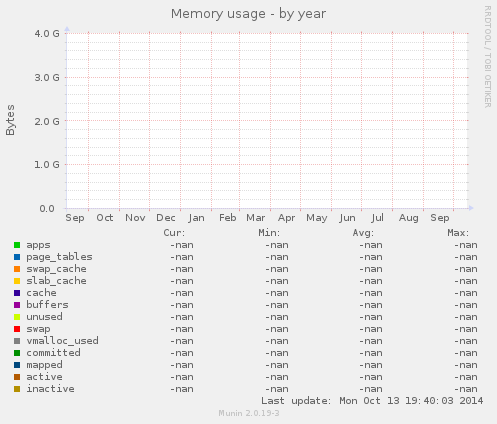 Memory usage - by year
RRDTOOL / TOBI OETIKER
Bytes
4.0 G
3.0 G
2.0 G
1.0 G
0.0
Sep Oct Nov Dec Jan Feb Mar Apr May Jun Jul Aug Sep
Cur: Min: Avg: Max:
apps -nan -nan -nan -nan
page_tables -nan -nan -nan -nan
swap_cache -nan -nan -nan -nan
slab_cache -nan -nan -nan -nan
cache -nan -nan -nan -nan
buffers -nan -nan -nan -nan
unused -nan -nan -nan -nan
swap -nan -nan -nan -nan
vmalloc_used -nan -nan -nan -nan
committed -nan -nan -nan -nan
mapped -nan -nan -nan -nan
active -nan -nan -nan -nan
inactive -nan -nan -nan -nan
Last update: Mon Oct 13 19:40:03 2014
Munin 2.0.19-3